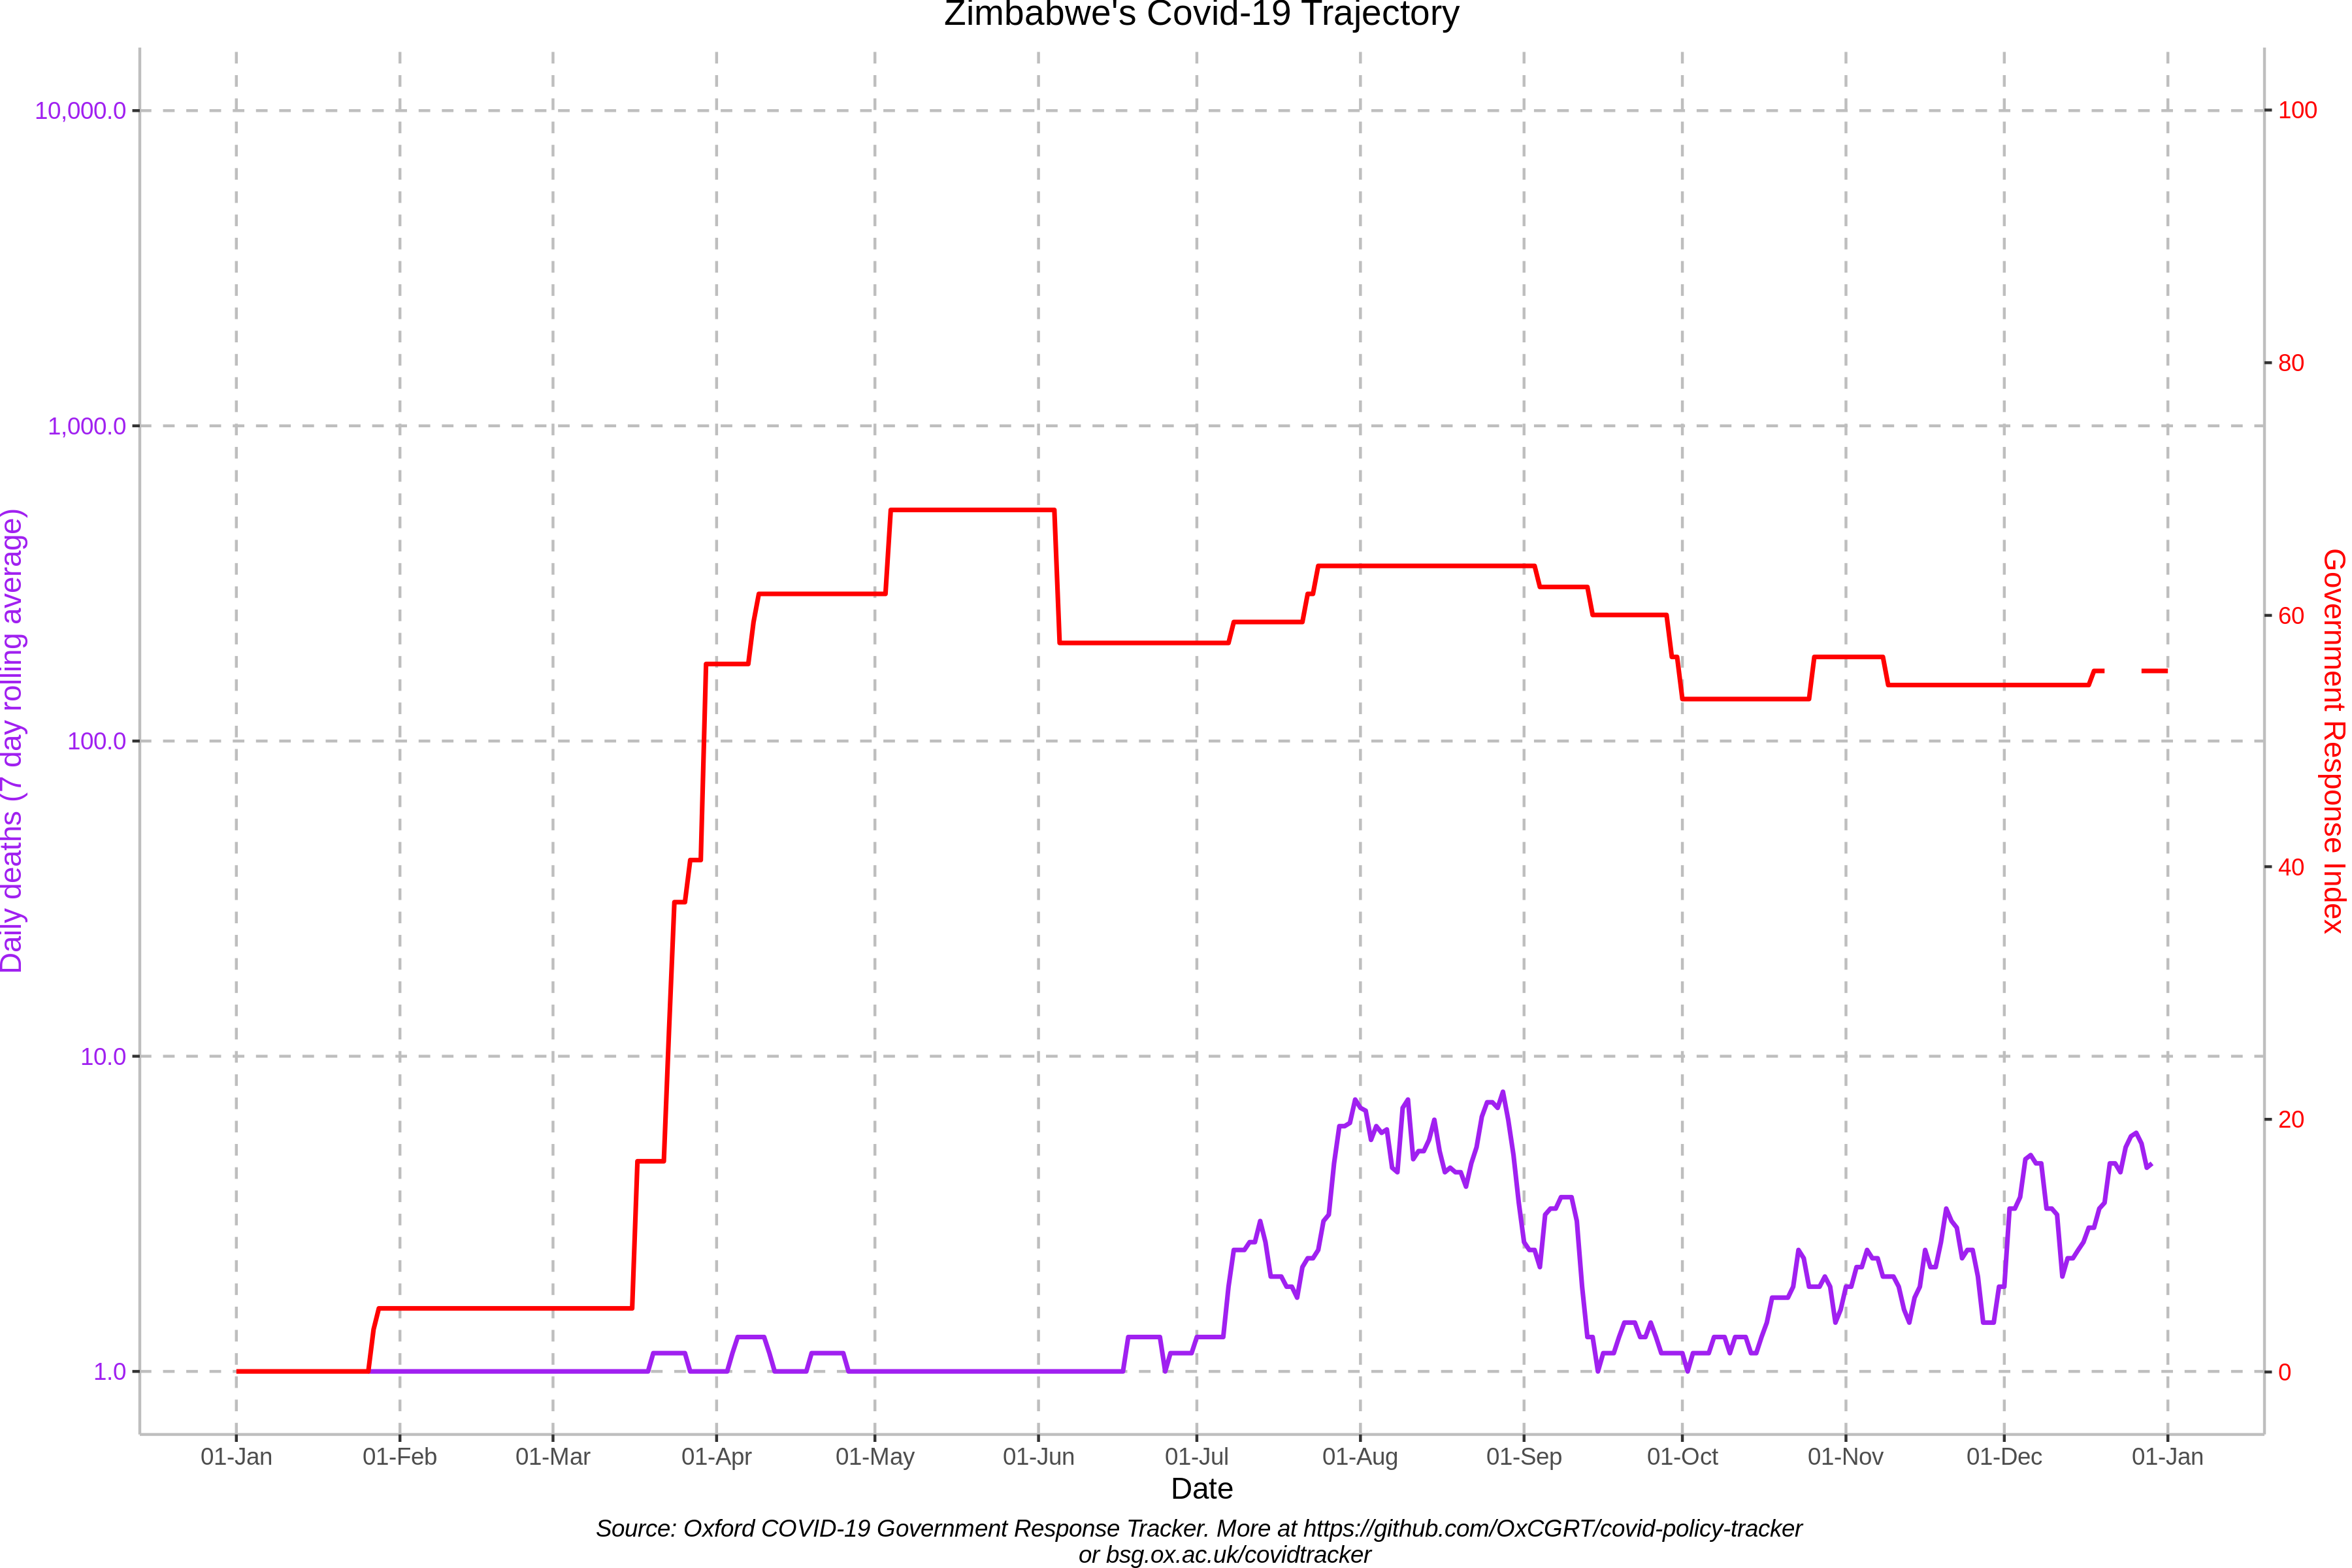 Zimbabwe's Covid-19 Trajectory
10,000.0
1,000.0
100.0
10.0
1.0
Daily deaths (7 day rolling average)
100
80
60
40
20
0
Government Response Index
01-Jan
01-Feb
01-Mar
01-Apr
01-May
01-Jun
01-Jul
01-Aug
01-Sep
01-Oct
01-Nov
01-Dec
01-Jan
Date
Source: Oxford COVID-19 Government Response Tracker. More at https://github.com/OxCGRT/covid-policy-tracker
or bsg.ox.ac.uk/covidtracker